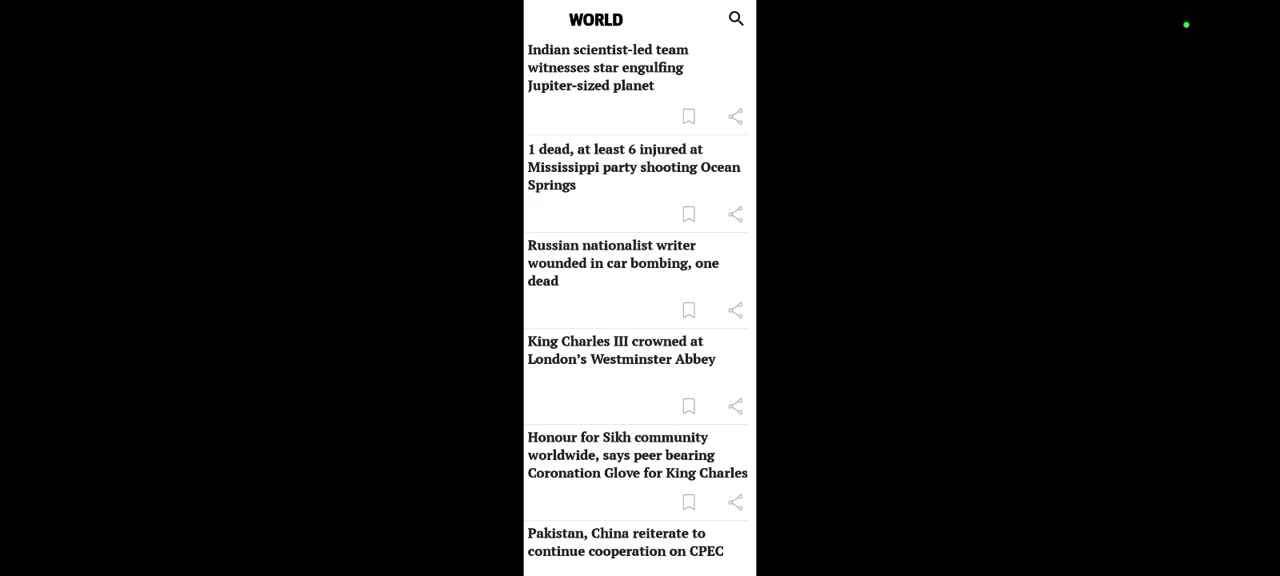 WORLD
Indian scientist-led team
witnesses star engulfing
Jupiter-sized planet
1 dead, at least 6 injured at
Mississippi party shooting Ocean
Springs
Russian nationalist writer
wounded in car bombing, one
dead
King Charles III crowned at
London’s Westminster Abbey
Honour for Sikh community
worldwide, says peer bearing
Coronation Glove for King Charles
Pakistan, China reiterate to
continue cooperation on CPEC